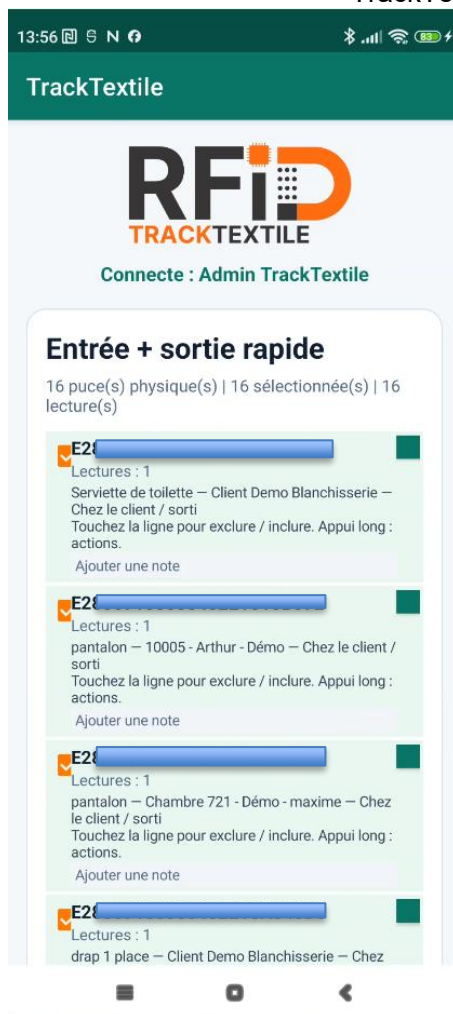 13:56
83
TrackTextile
RFiD
TRACKTEXTILE
Connecte : Admin TrackTextile
Entrée + sortie rapide
16 puce(s) physique(s) | 16 sélectionnée(s) | 16
lecture(s)
E28
Lectures : 1
Serviette de toilette — Client Demo Blanchisserie —
Chez le client / sorti
Touchez la ligne pour exclure / inclure. Appui long :
actions.
Ajouter une note
E28
Lectures : 1
pantalon — 10005 - Arthur - Démo — Chez le client /
sorti
Touchez la ligne pour exclure / inclure. Appui long :
actions.
Ajouter une note
E28
Lectures : 1
pantalon — Chambre 721 - Démo - maxime — Chez
le client / sorti
Touchez la ligne pour exclure / inclure. Appui long :
actions.
Ajouter une note
E28
Lectures : 1
drap 1 place — Client Demo Blanchisserie — Chez